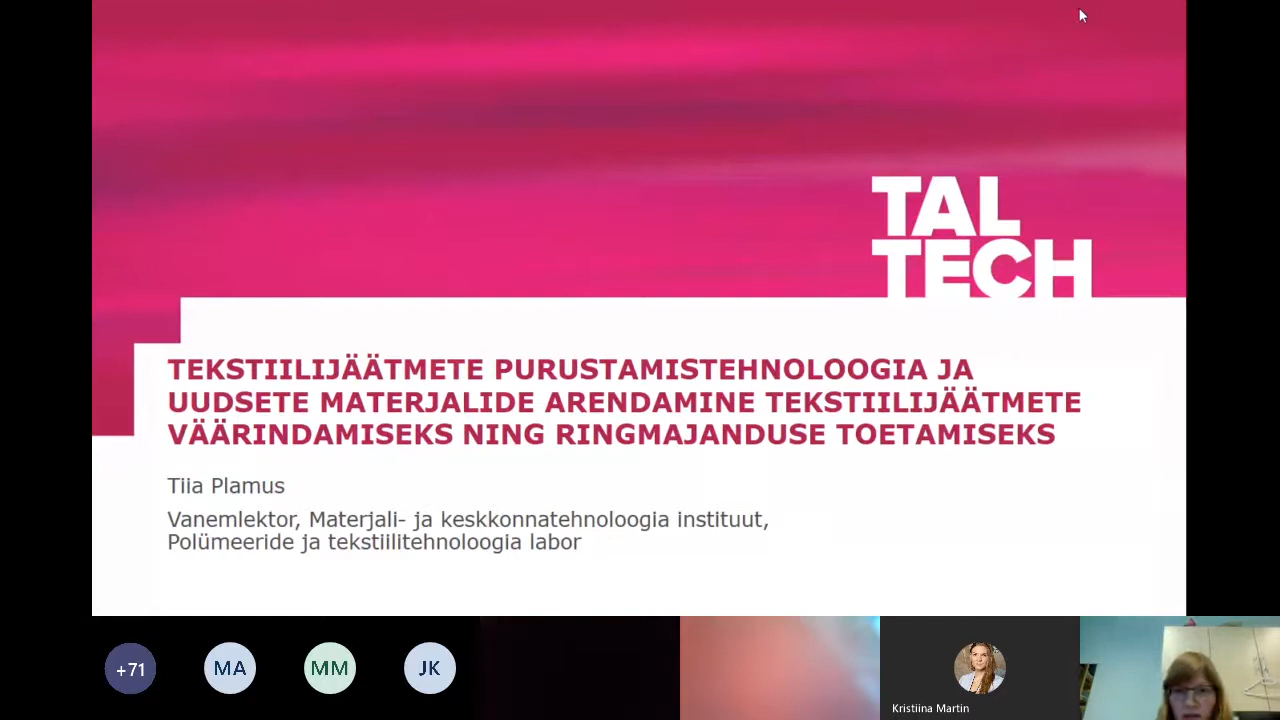 TAL
TECH
TEKSTIILIJÄÄTMETE PURUSTAMISTEHNOLOOGIA JA
UUDSETE MATERJALIDE ARENDAMINE TEKSTIILIJÄÄTMETE
VÄÄRINDAMISEKS NING RINGMAJANDUSE TOETAMISEKS
Tiia Plamus
Vanemlektor, Materjali- ja keskkonnatehnoloogia instituut,
Polümeeride ja tekstiilitehnoloogia labor
+71
MA
MM
JK
Kristiina Martin